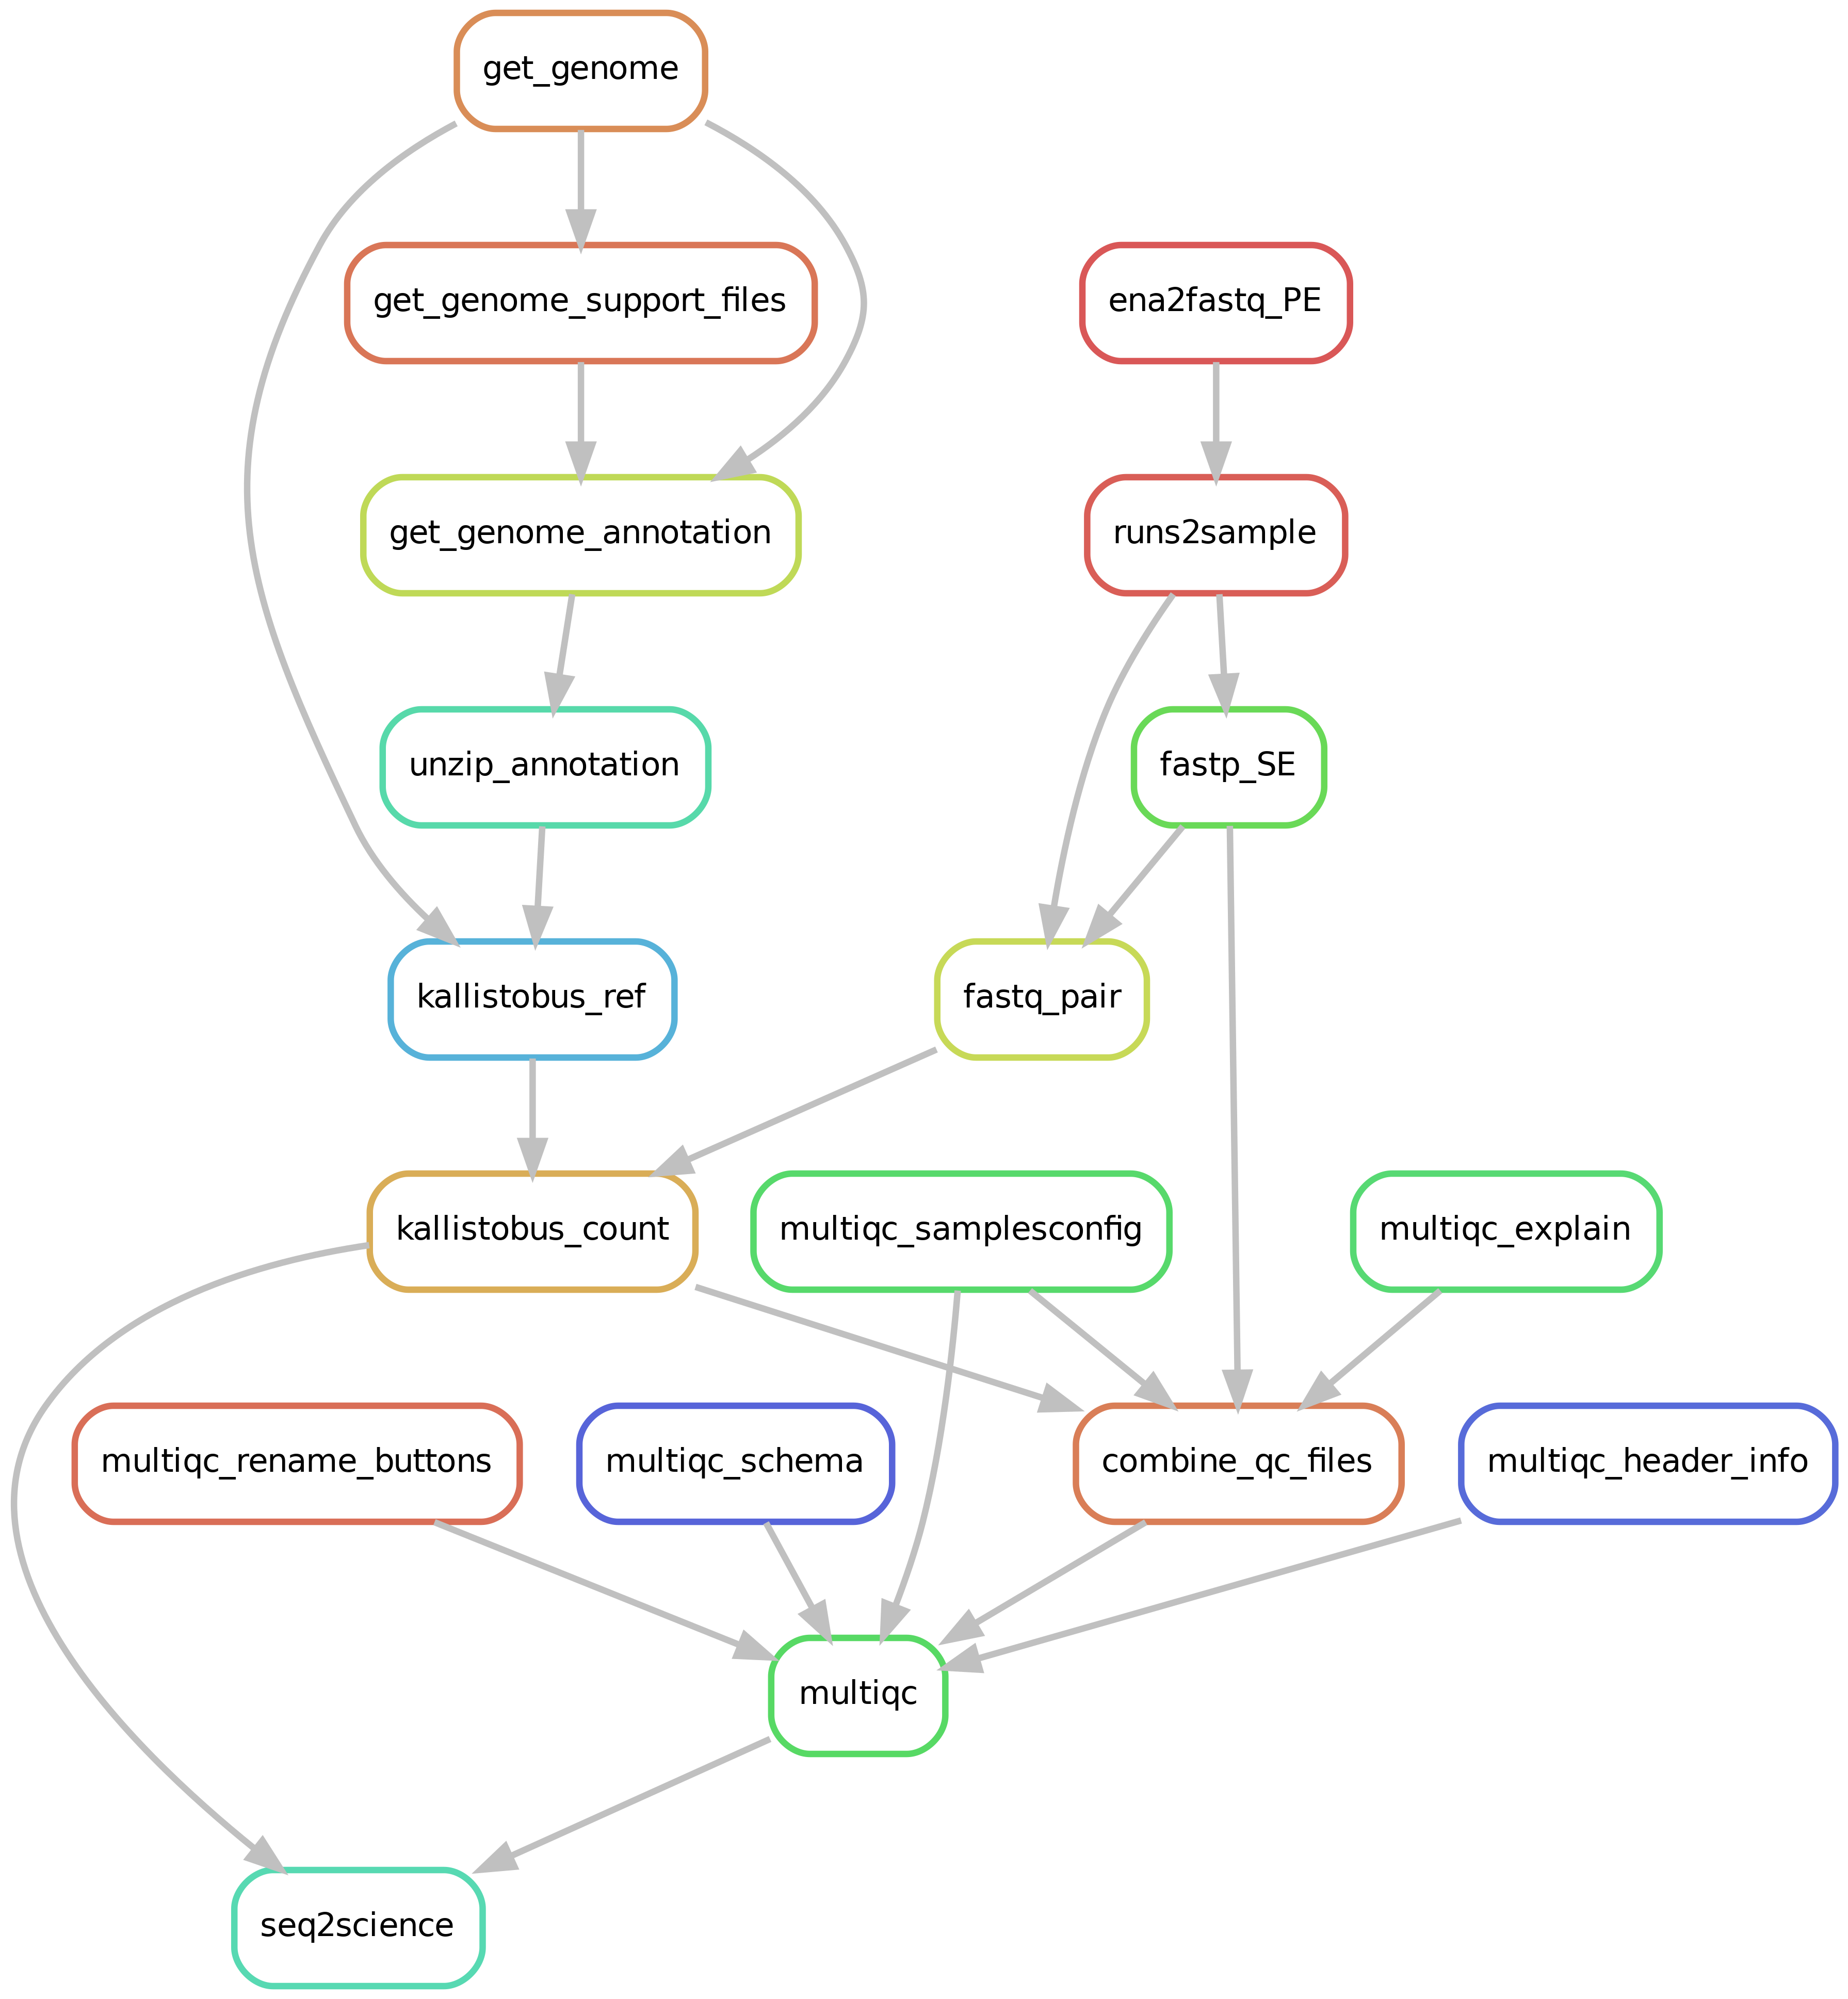 get_genome
get_genome_support_files
ena2fastq_PE
get_genome_annotation
runs2sample
unzip_annotation
fastp_SE
kallistobus_ref
fastq_pair
kallistobus_count
multiqc_samplesconfig
multiqc_explain
multiqc_rename_buttons
multiqc_schema
combine_qc_files
multiqc_header_info
multiqc
seq2science